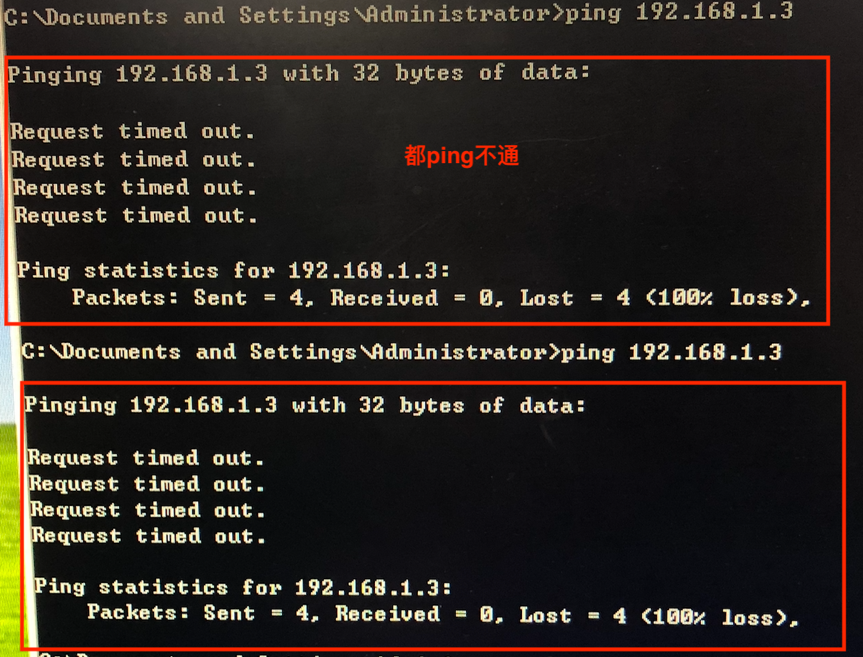 C:\Documents and Settings\Administrator>ping 192.168.1.3
Pinging 192.168.1.3 with 32 bytes of data:
Request timed out.
Request timed out.
都ping不通
Request timed out.
Request timed out.
Ping statistics for 192.168.1.3:
Packets: Sent = 4, Received = 0, Lost = 4 (100% loss),
C:\Documents and Settings\Administrator>ping 192.168.1.3
Pinging 192.168.1.3 with 32 bytes of data:
Request timed out.
Request timed out.
Request timed out.
Request timed out.
Ping statistics for 192.168.1.3:
Packets: Sent = 4, Received = 0, Lost = 4 (100% loss),